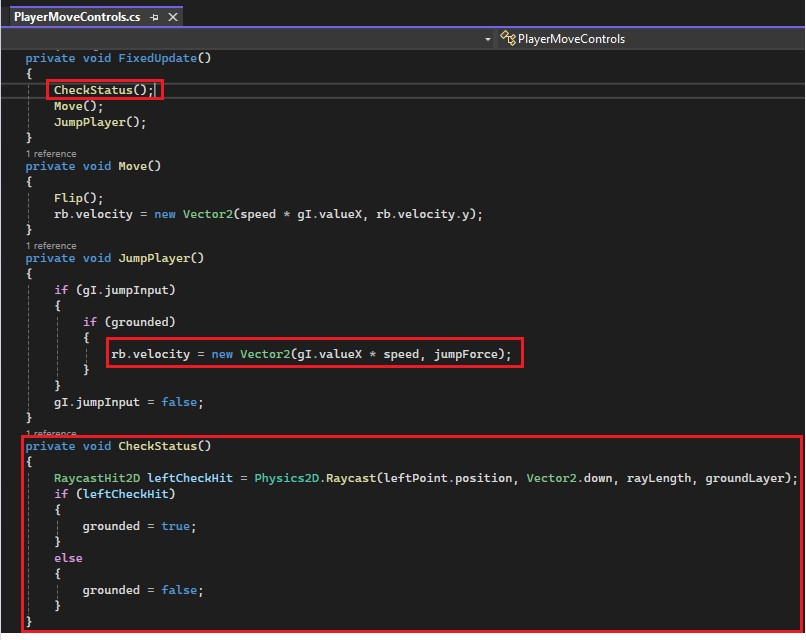 PlayerMoveControls.cs
PlayerMoveControls
private void FixedUpdate()
{
CheckStatus();
Move();
JumpPlayer();
}
1 reference
private void Move()
{
Flip();
rb.velocity = new Vector2(speed * gI.valueX, rb.velocity.y);
}
1 reference
private void JumpPlayer()
{
if (gI.jumpInput)
{
if (grounded)
{
rb.velocity = new Vector2(gI.valueX * speed, jumpForce);
}
}
gI.jumpInput = false;
}
1 reference
private void CheckStatus()
{
RaycastHit2D leftCheckHit = Physics2D.Raycast(leftPoint.position, Vector2.down, rayLength, groundLayer);
if (leftCheckHit)
{
grounded = true;
}
else
{
grounded = false;
}
}